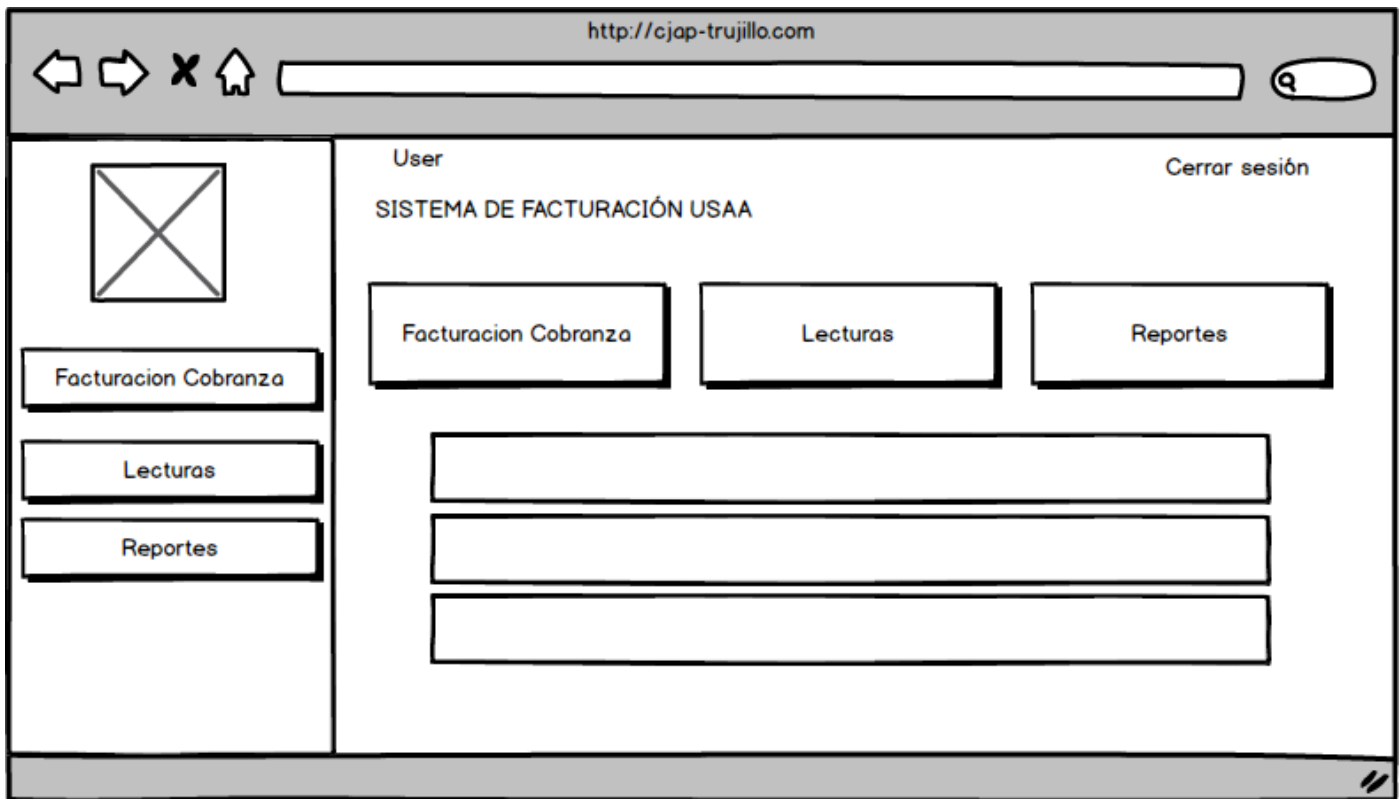 http://cjap-trujillo.com
User
Cerrar sesión
SISTEMA DE FACTURACIÓN USAA
Facturacion Cobranza
Lecturas
Reportes
Facturacion Cobranza
Lecturas
Reportes